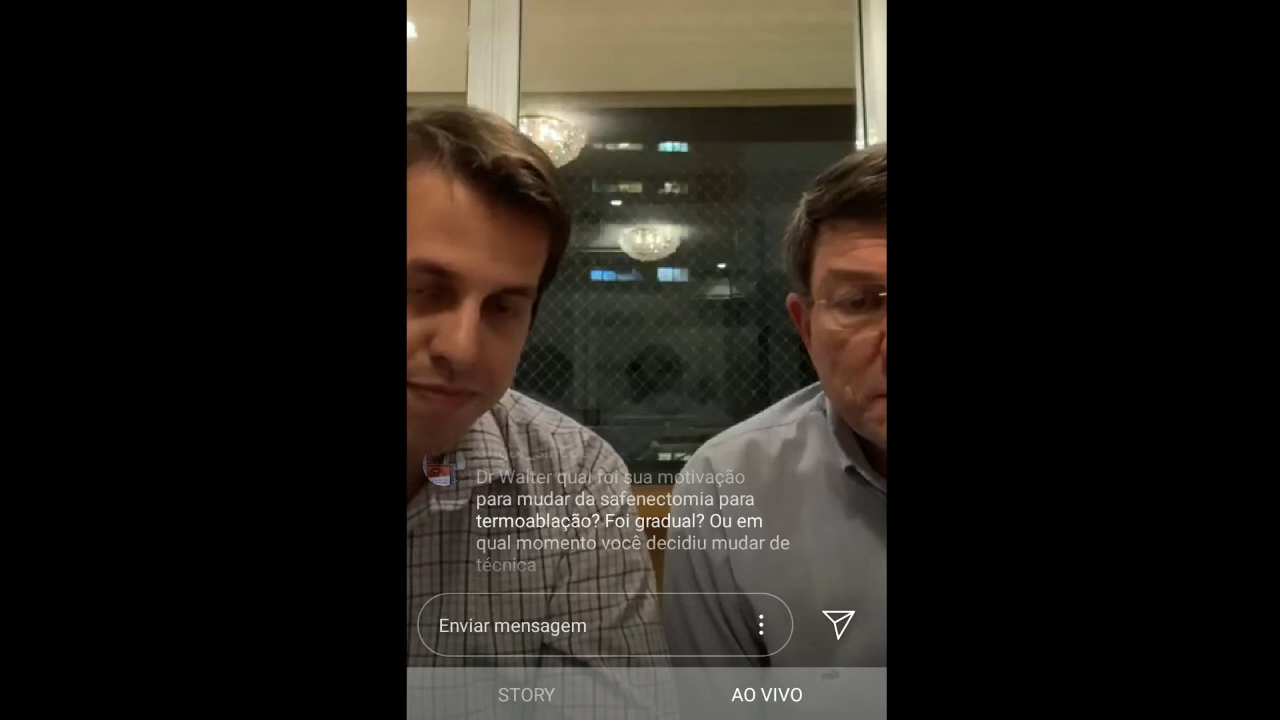 Dr Walter qual foi sua motivação
para mudar da safenectomia para
termoablação? Foi gradual? Ou em
qual momento você decidiu mudar de
técnica
Enviar mensagem
STORY
AO VIVO